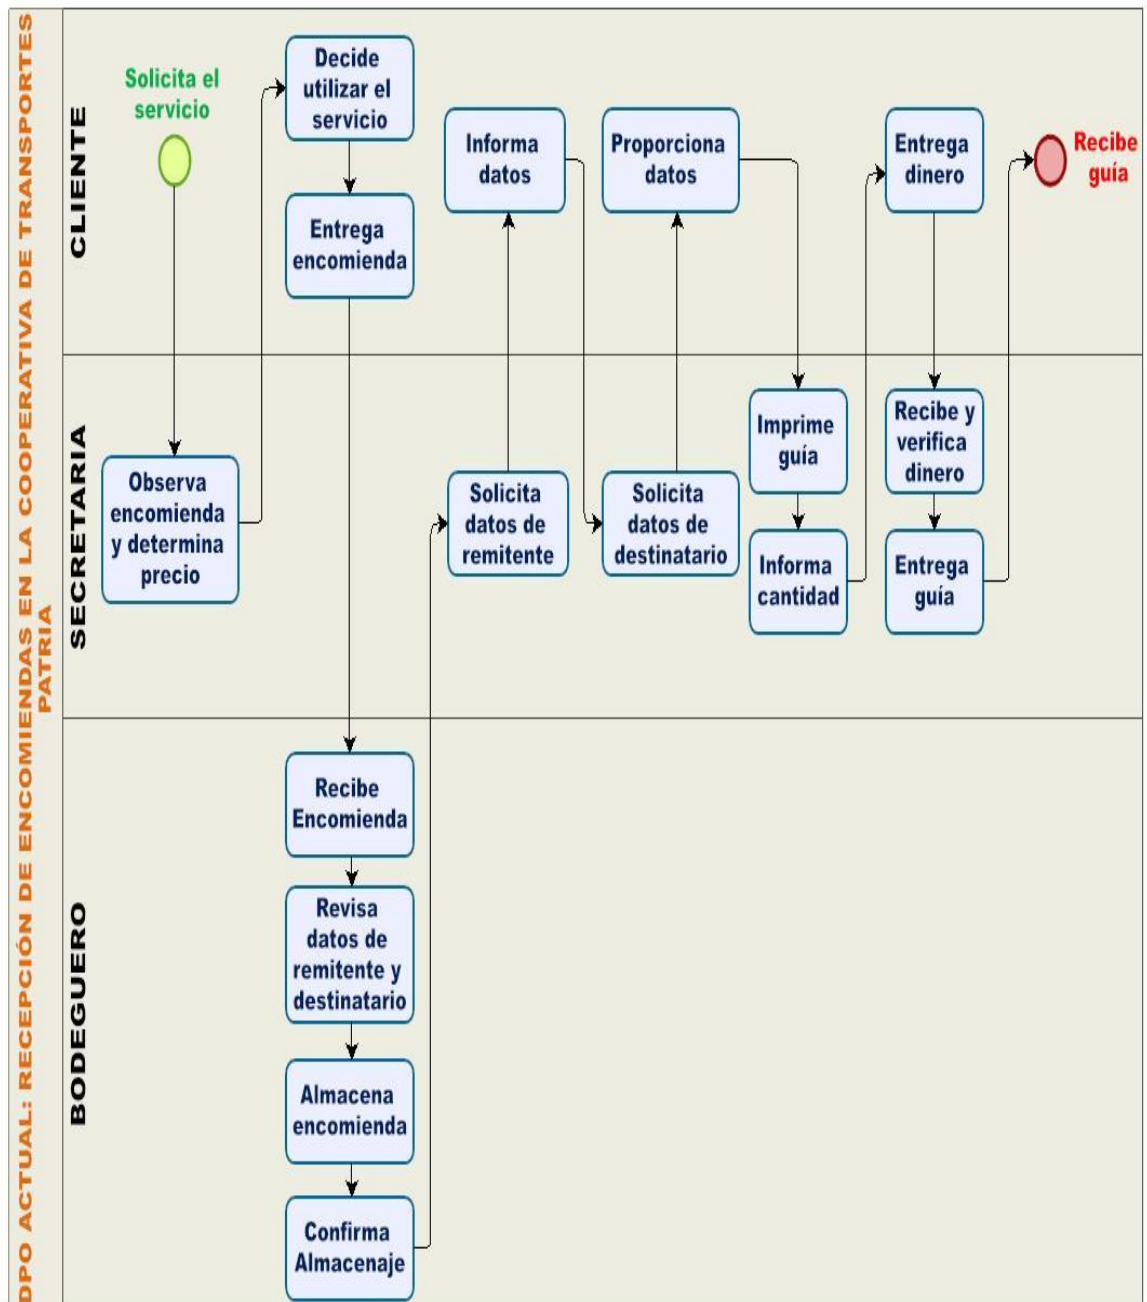 DPO ACTUAL: RECEPCIÓN DE ENCOMIENDAS EN LA COOPERATIVA DE TRANSPORTES
PATRIA
CLIENTE
Solicita el
servicio
Decide
utilizar el
servicio
Entrega
encomienda
Informa
datos
Proporciona
datos
Entrega
dinero
Recibe
guía
SECRETARIA
Observa
encomienda
y determina
precio
Solicita
datos de
remitente
Solicita
datos de
destinatario
Imprime
guía
Informa
cantidad
Recibe y
verifica
dinero
Entrega
guía
BODEGUERO
Recibe
Encomienda
Revisa
datos de
remitente y
destinatario
Almacena
encomienda
Confirma
Almacenaje